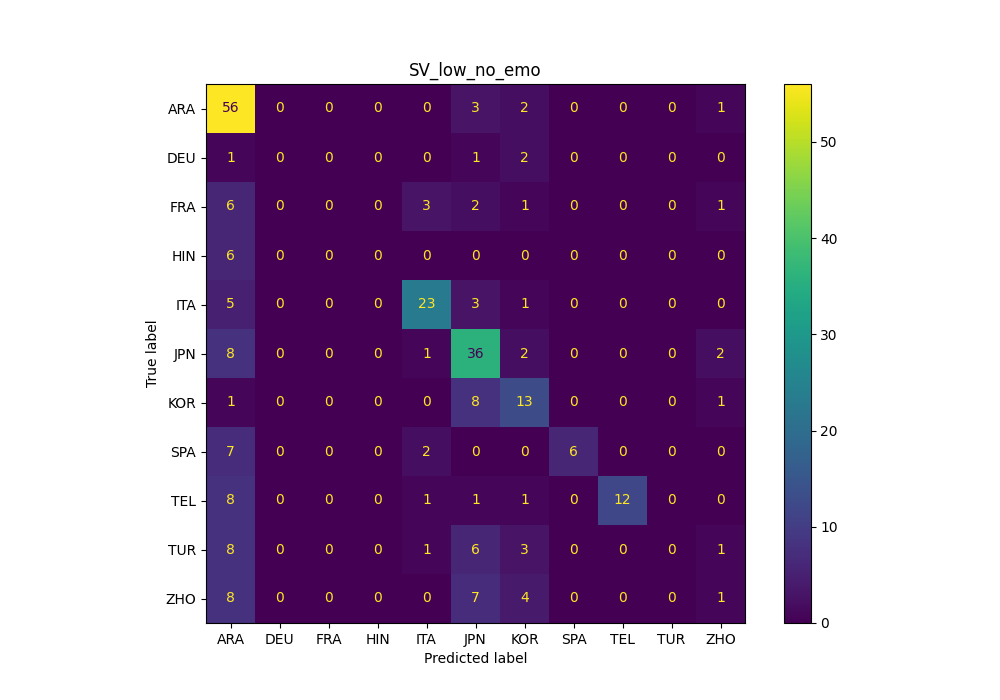 SV_low_no_emo
True label
ARA 56 0 0 0 0 3 2 0 0 0 1
DEU 1 0 0 0 0 1 2 0 0 0 0
FRA 6 0 0 0 3 2 1 0 0 0 1
HIN 6 0 0 0 0 0 0 0 0 0 0
ITA 5 0 0 0 23 3 1 0 0 0 0
JPN 8 0 0 0 1 36 2 0 0 0 2
KOR 1 0 0 0 0 8 13 0 0 0 1
SPA 7 0 0 0 2 0 0 6 0 0 0
TEL 8 0 0 0 1 1 1 0 12 0 0
TUR 8 0 0 0 1 6 3 0 0 0 1
ZHO 8 0 0 0 0 7 4 0 0 0 1
ARA DEU FRA HIN ITA JPN KOR SPA TEL TUR ZHO
Predicted label
50
40
30
20
10
0